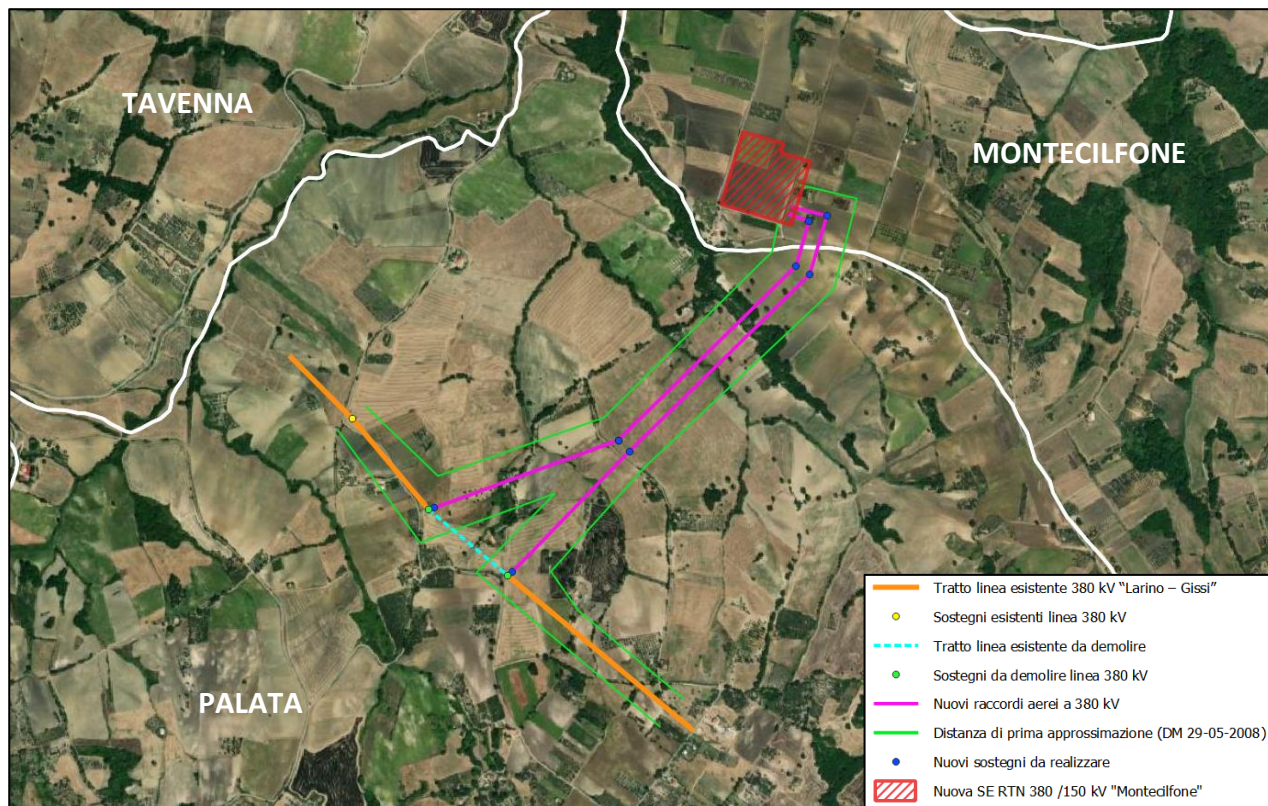 TAVENNA
MONTECILFONE
PALATA
Tratto linea esistente 380 kV “Larino – Gissi”
Sostegni esistenti linea 380 kV
Tratto linea esistente da demolire
Sostegni da demolire linea 380 kV
Nuovi raccordi aerei a 380 kV
Distanza di prima approssimazione (DM 29-05-2008)
Nuovi sostegni da realizzare
Nuova SE RTN 380 /150 kV "Montecilfone"